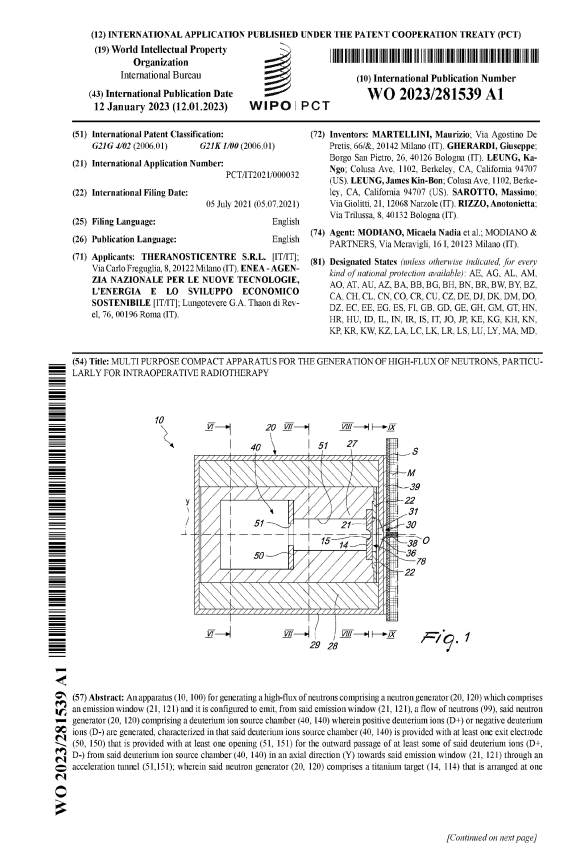 (12) INTERNATIONAL APPLICATION PUBLISHED UNDER THE PATENT COOPERATION TREATY (PCT)
(19) World Intellectual Property
Organization
International Bureau
(43) International Publication Date
12 January 2023 (12.01.2023)
WIPO | PCT
(10) International Publication Number
WO 2023/281539 A1
(51) International Patent Classification:
G21G 4/02 (2006.01) G21K 1/00 (2006.01)
(21) International Application Number:
PCT/IT2021/000032
(22) International Filing Date:
05 July 2021 (05.07.2021)
(25) Filing Language: English
(26) Publication Language: English
(71) Applicants: THERANOSTICENTRE S.R.L. [IT/IT];
Via Carlo Freguglia, 8, 20122 Milano (IT). ENEA - AGEN-
ZIA NAZIONALE PER LE NUOVE TECNOLOGIE,
L'ENERGIA E LO SVILUPPO ECONOMICO
SOSTENIBILE [IT/IT]; Lungotevere G.A. Thaon di Rev-
el, 76, 00196 Roma (IT).
(72) Inventors: MARTELLINI, Maurizio; Via Agostino De
Pretis, 66/&, 20142 Milano (IT). GHERARDI, Giuseppe;
Borgo San Pietro, 26, 40126 Bologna (IT). LEUNG, Ka-
Ngo; Colusa Ave, 1102, Berkeley, CA, California 94707
(US). LEUNG, James Kin-Bon; Colusa Ave, 1102, Berke-
ley, CA, California 94707 (US). SAROTTO, Massimo;
Via Giolitti, 21, 12068 Narzole (IT). RIZZO, Anotonietta;
Via Trilussa, 8, 40132 Bologna (IT).
(74) Agent: MODIANO, Micaela Nadia et al.; MODIANO &
PARTNERS, Via Meravigli, 16 I, 20123 Milano (IT).
(81) Designated States (unless otherwise indicated, for every
kind of national protection available): AE, AG, AL, AM,
AO, AT, AU, AZ, BA, BB, BG, BH, BN, BR, BW, BY, BZ,
CA, CH, CL, CN, CO, CR, CU, CZ, DE, DJ, DK, DM, DO,
DZ, EC, EE, EG, ES, FI, GB, GD, GE, GH, GM, GT, HN,
HR, HU, ID, IL, IN, IR, IS, IT, JO, JP, KE, KG, KH, KN,
KP, KR, KW, KZ, LA, LC, LK, LR, LS, LU, LY, MA, MD,
(54) Title: MULTI PURPOSE COMPACT APPARATUS FOR THE GENERATION OF HIGH-FLUX OF NEUTRONS, PARTICU-
LARLY FOR INTRAOPERATIVE RADIOTHERAPY
10
VI
20
VII
VIII
IX
40
51
27
S
M
39
22
31
30
O
38
36
78
22
Y
51
21
15
14
50
VI
VII
VIII
IX
29
28
Fig. 1
(57) Abstract: An apparatus (10, 100) for generating a high-flux of neutrons comprising a neutron generator (20, 120) which comprises
an emission window (21, 121) and it is configured to emit, from said emission window (21, 121), a flow of neutrons (99), said neutron
generator (20, 120) comprising a deuterium ion source chamber (40, 140) wherein positive deuterium ions (D+) or negative deuterium
ions (D-) are generated, characterized in that said deuterium ions source chamber (40, 140) is provided with at least one exit electrode
(50, 150) that is provided with at least one opening (51, 151) for the outward passage of at least some of said deuterium ions (D+,
D-) from said deuterium ion source chamber (40, 140) in an axial direction (Y) towards said emission window (21, 121) through an
acceleration tunnel (51,151); wherein said neutron generator (20, 120) comprises a titanium target (14, 114) that is arranged at one
WO 2023/281539 A1
[Continued on next page]